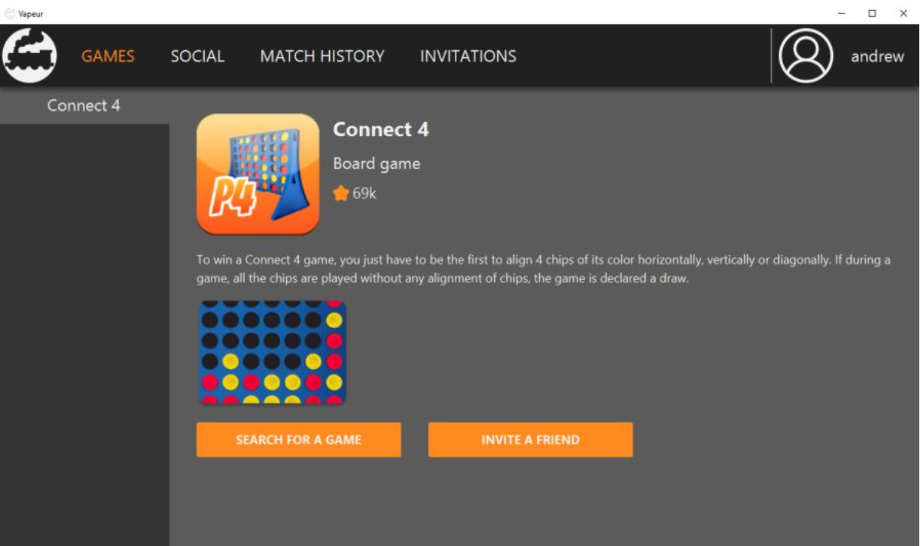 Vapeur
GAMES SOCIAL MATCH HISTORY INVITATIONS andrew
Connect 4
Connect 4
Board game
69k
P4
To win a Connect 4 game, you just have to be the first to align 4 chips of its color horizontally, vertically or diagonally. If during a
game, all the chips are played without any alignment of chips, the game is declared a draw.
SEARCH FOR A GAME INVITE A FRIEND